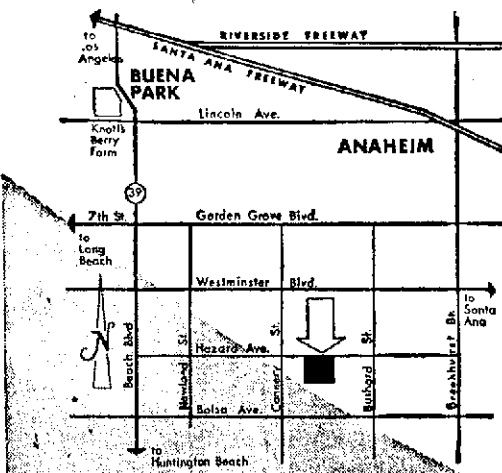 RIVERSIDE FREEWAY
to
Los
Angeles
SANTA ANA FREEWAY
BUENA
PARK
Lincoln Ave.
Knott's
Berry
Farm
ANAHEIM
39
7th St.
Garden Grove Blvd.
to
Long
Beach
Westminster Blvd.
to
Santa
Ana
N
Beach Blvd
Newland St.
Cannery St.
Bushard St.
Brookhurst St.
Hazard Ave.
Bolsa Ave.
to
Huntington Beach